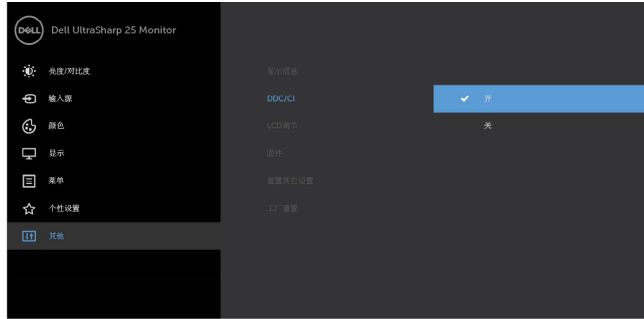 DELL
Dell UltraSharp 25 Monitor
亮度/对比度
输入源
颜色
显示
菜单
个性设置
其他
显示信息
DDC/CI
LCD调节
固件
重置其它设置
工厂重置
开
关